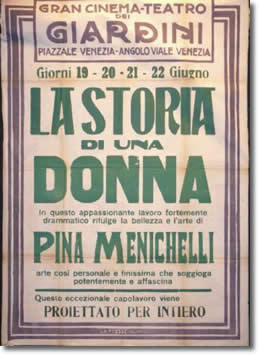 GRAN CINEMA-TEATRO
DEI
GIARDINI
PIAZZALE VENEZIA-ANGOLO VIALE VENEZIA
Giorni 19 - 20 - 21 - 22 Giugno
LA STORIA
DI UNA
DONNA
In questo appassionante lavoro fortemente
drammatico rifulge la bellezza e l'arte di
PINA MENICHELLI
arte così personale e finissima che soggioga
potentemente e affascina
Questo eccezionale capolavoro viene
PROIETTATO PER INTIERO